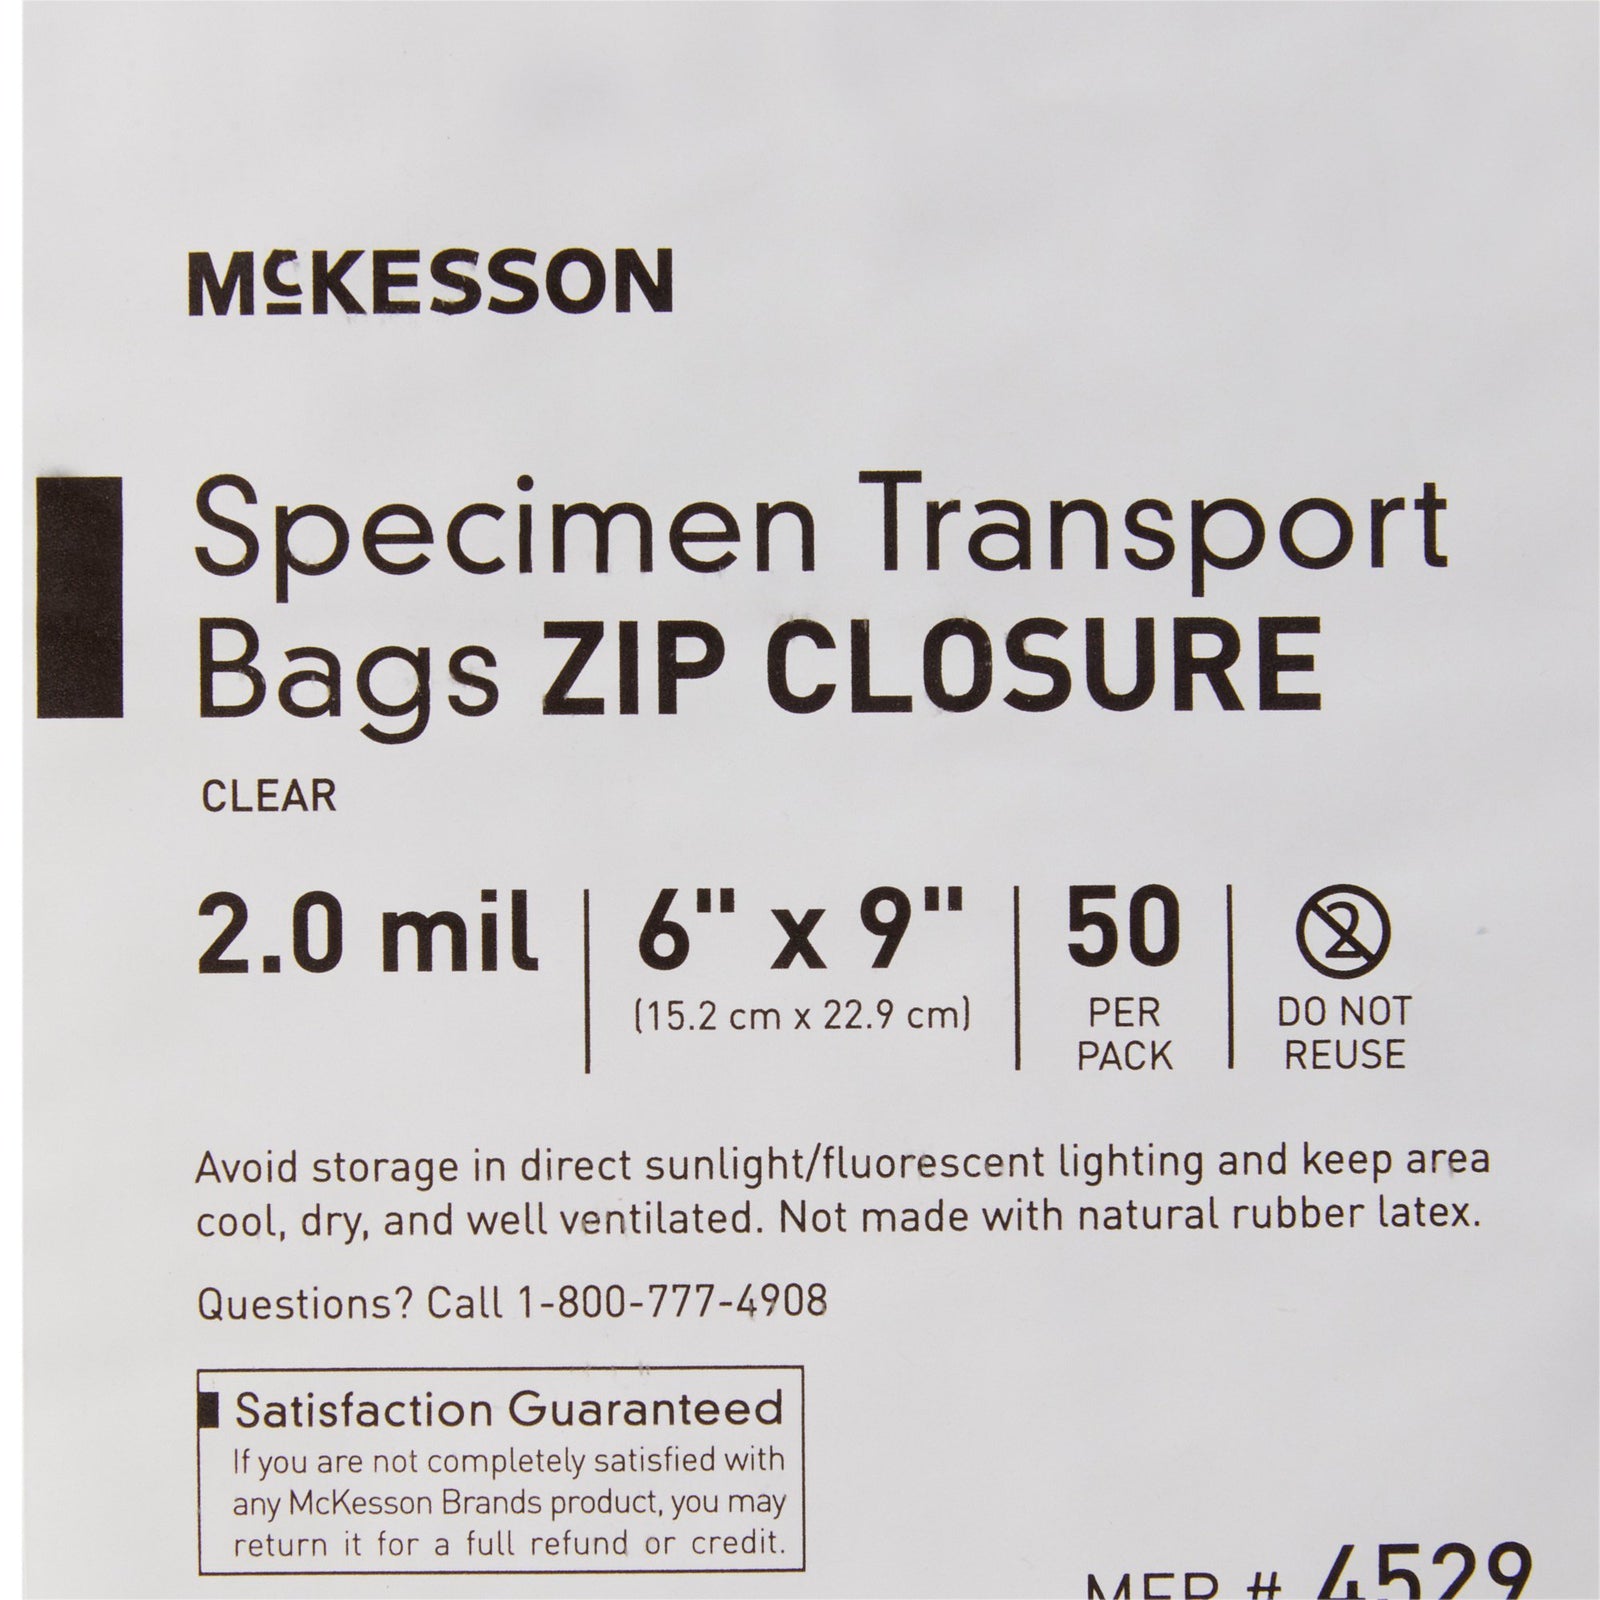 McKESSON
Specimen Transport
Bags ZIP CLOSURE
CLEAR
2.0 mil
6" x 9"
(15.2 cm x 22.9 cm)
50
PER
PACK
2
DO NOT
REUSE
Avoid storage in direct sunlight/fluorescent lighting and keep area
cool, dry, and well ventilated. Not made with natural rubber latex.
Questions? Call 1-800-777-4908
Satisfaction Guaranteed
If you are not completely satisfied with
any McKesson Brands product, you may
return it for a full refund or credit.
MFR # 4529